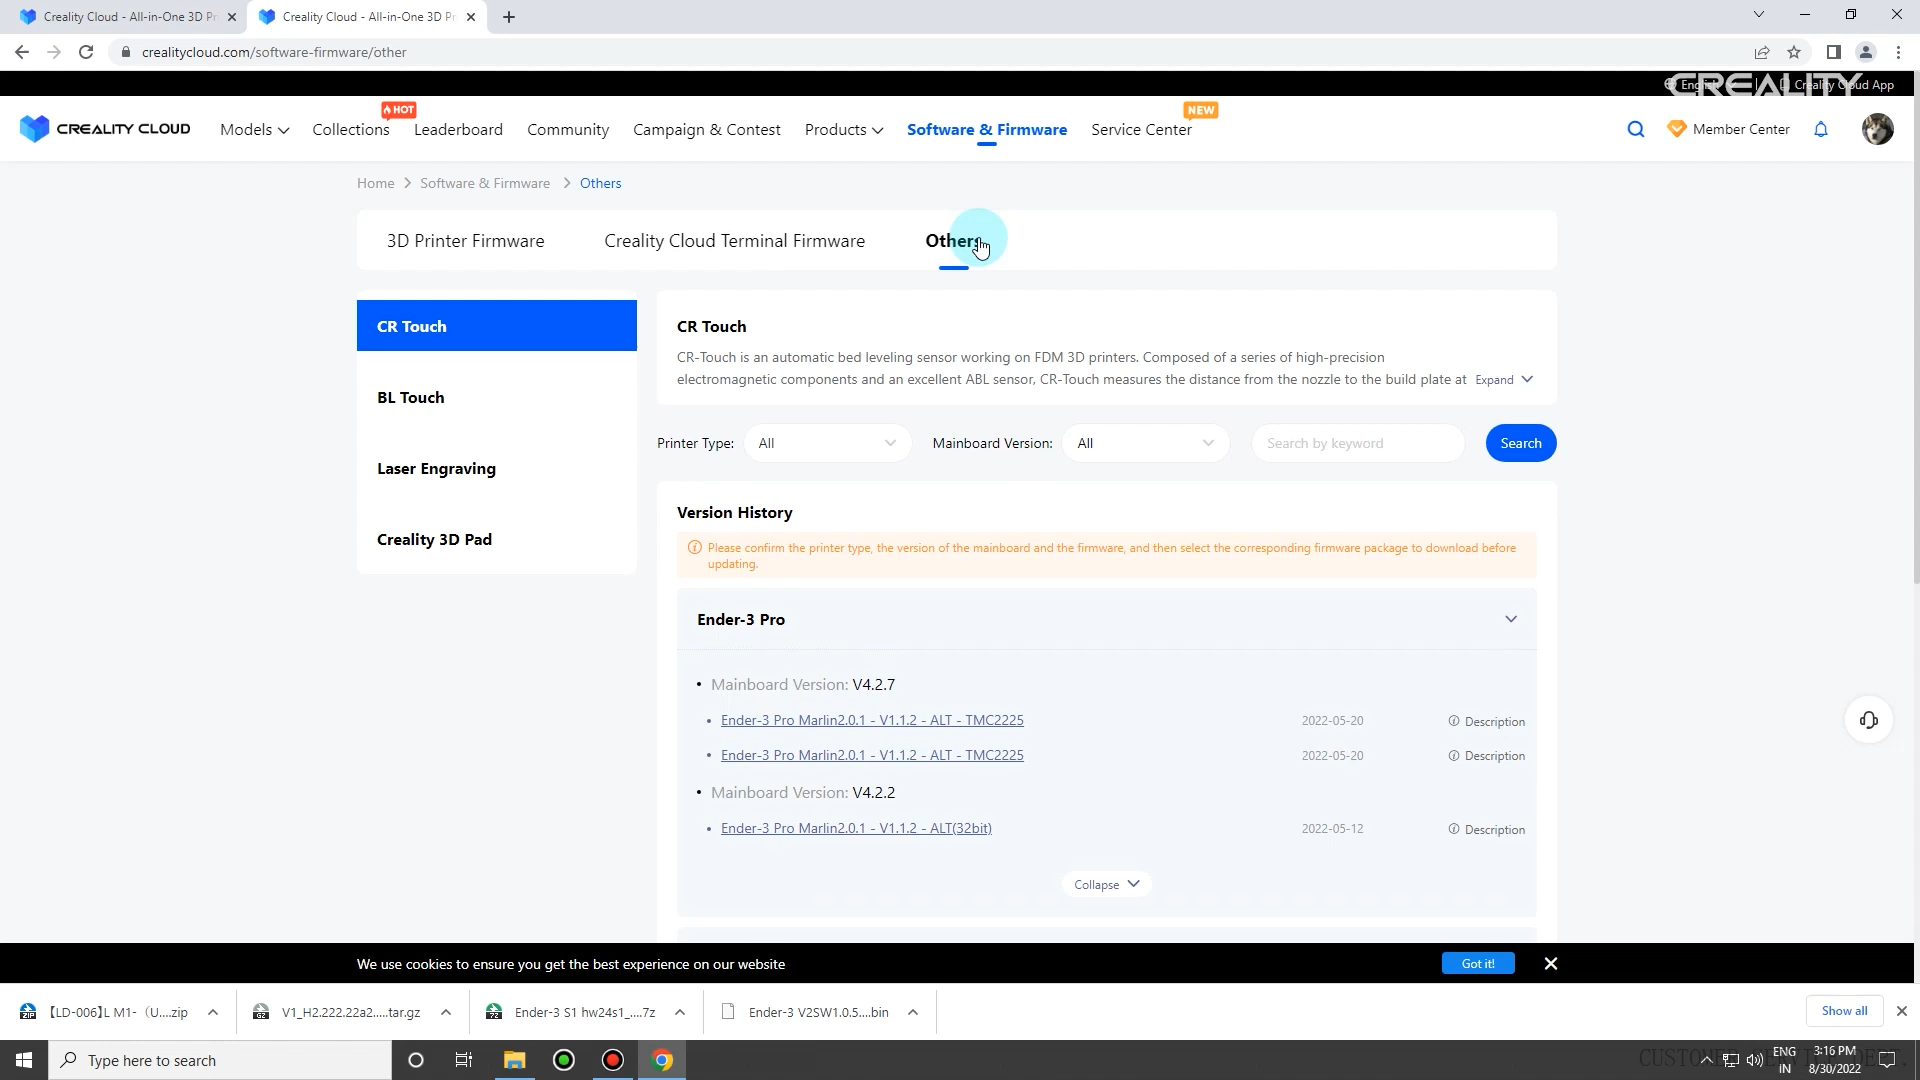 Creality Cloud - All-in-One 3D Pr
Creality Cloud - All-in-One 3D P
crealitycloud.com/software-firmware/other
English
Creality Cloud App
CREALITY
CREALITY CLOUD
Models
HOT
Collections
Leaderboard
Community
Campaign & Contest
Products
Software & Firmware
NEW
Service Center
Member Center
Home > Software & Firmware > Others
3D Printer Firmware
Creality Cloud Terminal Firmware
Others
CR Touch
BL Touch
Laser Engraving
Creality 3D Pad
CR Touch
CR-Touch is an automatic bed leveling sensor working on FDM 3D printers. Composed of a series of high-precision
electromagnetic components and an excellent ABL sensor, CR-Touch measures the distance from the nozzle to the build plate at Expand
Printer Type: All
Mainboard Version: All
Search by keyword
Search
Version History
Please confirm the printer type, the version of the mainboard and the firmware, and then select the corresponding firmware package to download before
updating.
Ender-3 Pro
• Mainboard Version: V4.2.7
• Ender-3 Pro Marlin2.0.1 - V1.1.2 - ALT - TMC2225 2022-05-20 Description
• Ender-3 Pro Marlin2.0.1 - V1.1.2 - ALT - TMC2225 2022-05-20 Description
• Mainboard Version: V4.2.2
• Ender-3 Pro Marlin2.0.1 - V1.1.2 - ALT(32bit) 2022-05-12 Description
Collapse
We use cookies to ensure you get the best experience on our website
Got it!
【LD-006】L M1-（U....zip
V1_H2.222.22a2.....tar.gz
Ender-3 S1 hw24s1_....7z
Ender-3 V2SW1.0.5....bin
Show all
Type here to search
CUSTOMER SERVICE DEPT.
ENG
IN
3:16 PM
8/30/2022